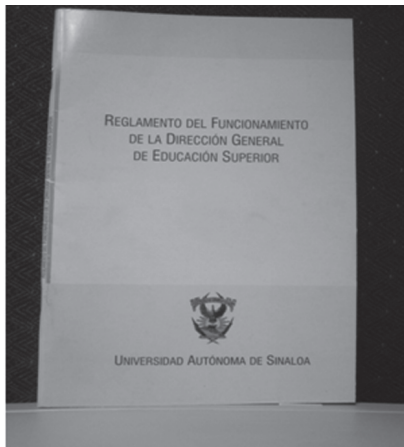 REGLAMENTO DEL FUNCIONAMIENTO
DE LA DIRECCIÓN GENERAL
DE EDUCACIÓN SUPERIOR
UNIVERSIDAD AUTÓNOMA DE SINALOA